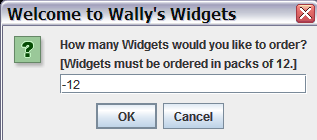 Welcome to Wally's Widgets
How many Widgets would you like to order?
[Widgets must be ordered in packs of 12.]
-12
OK
Cancel